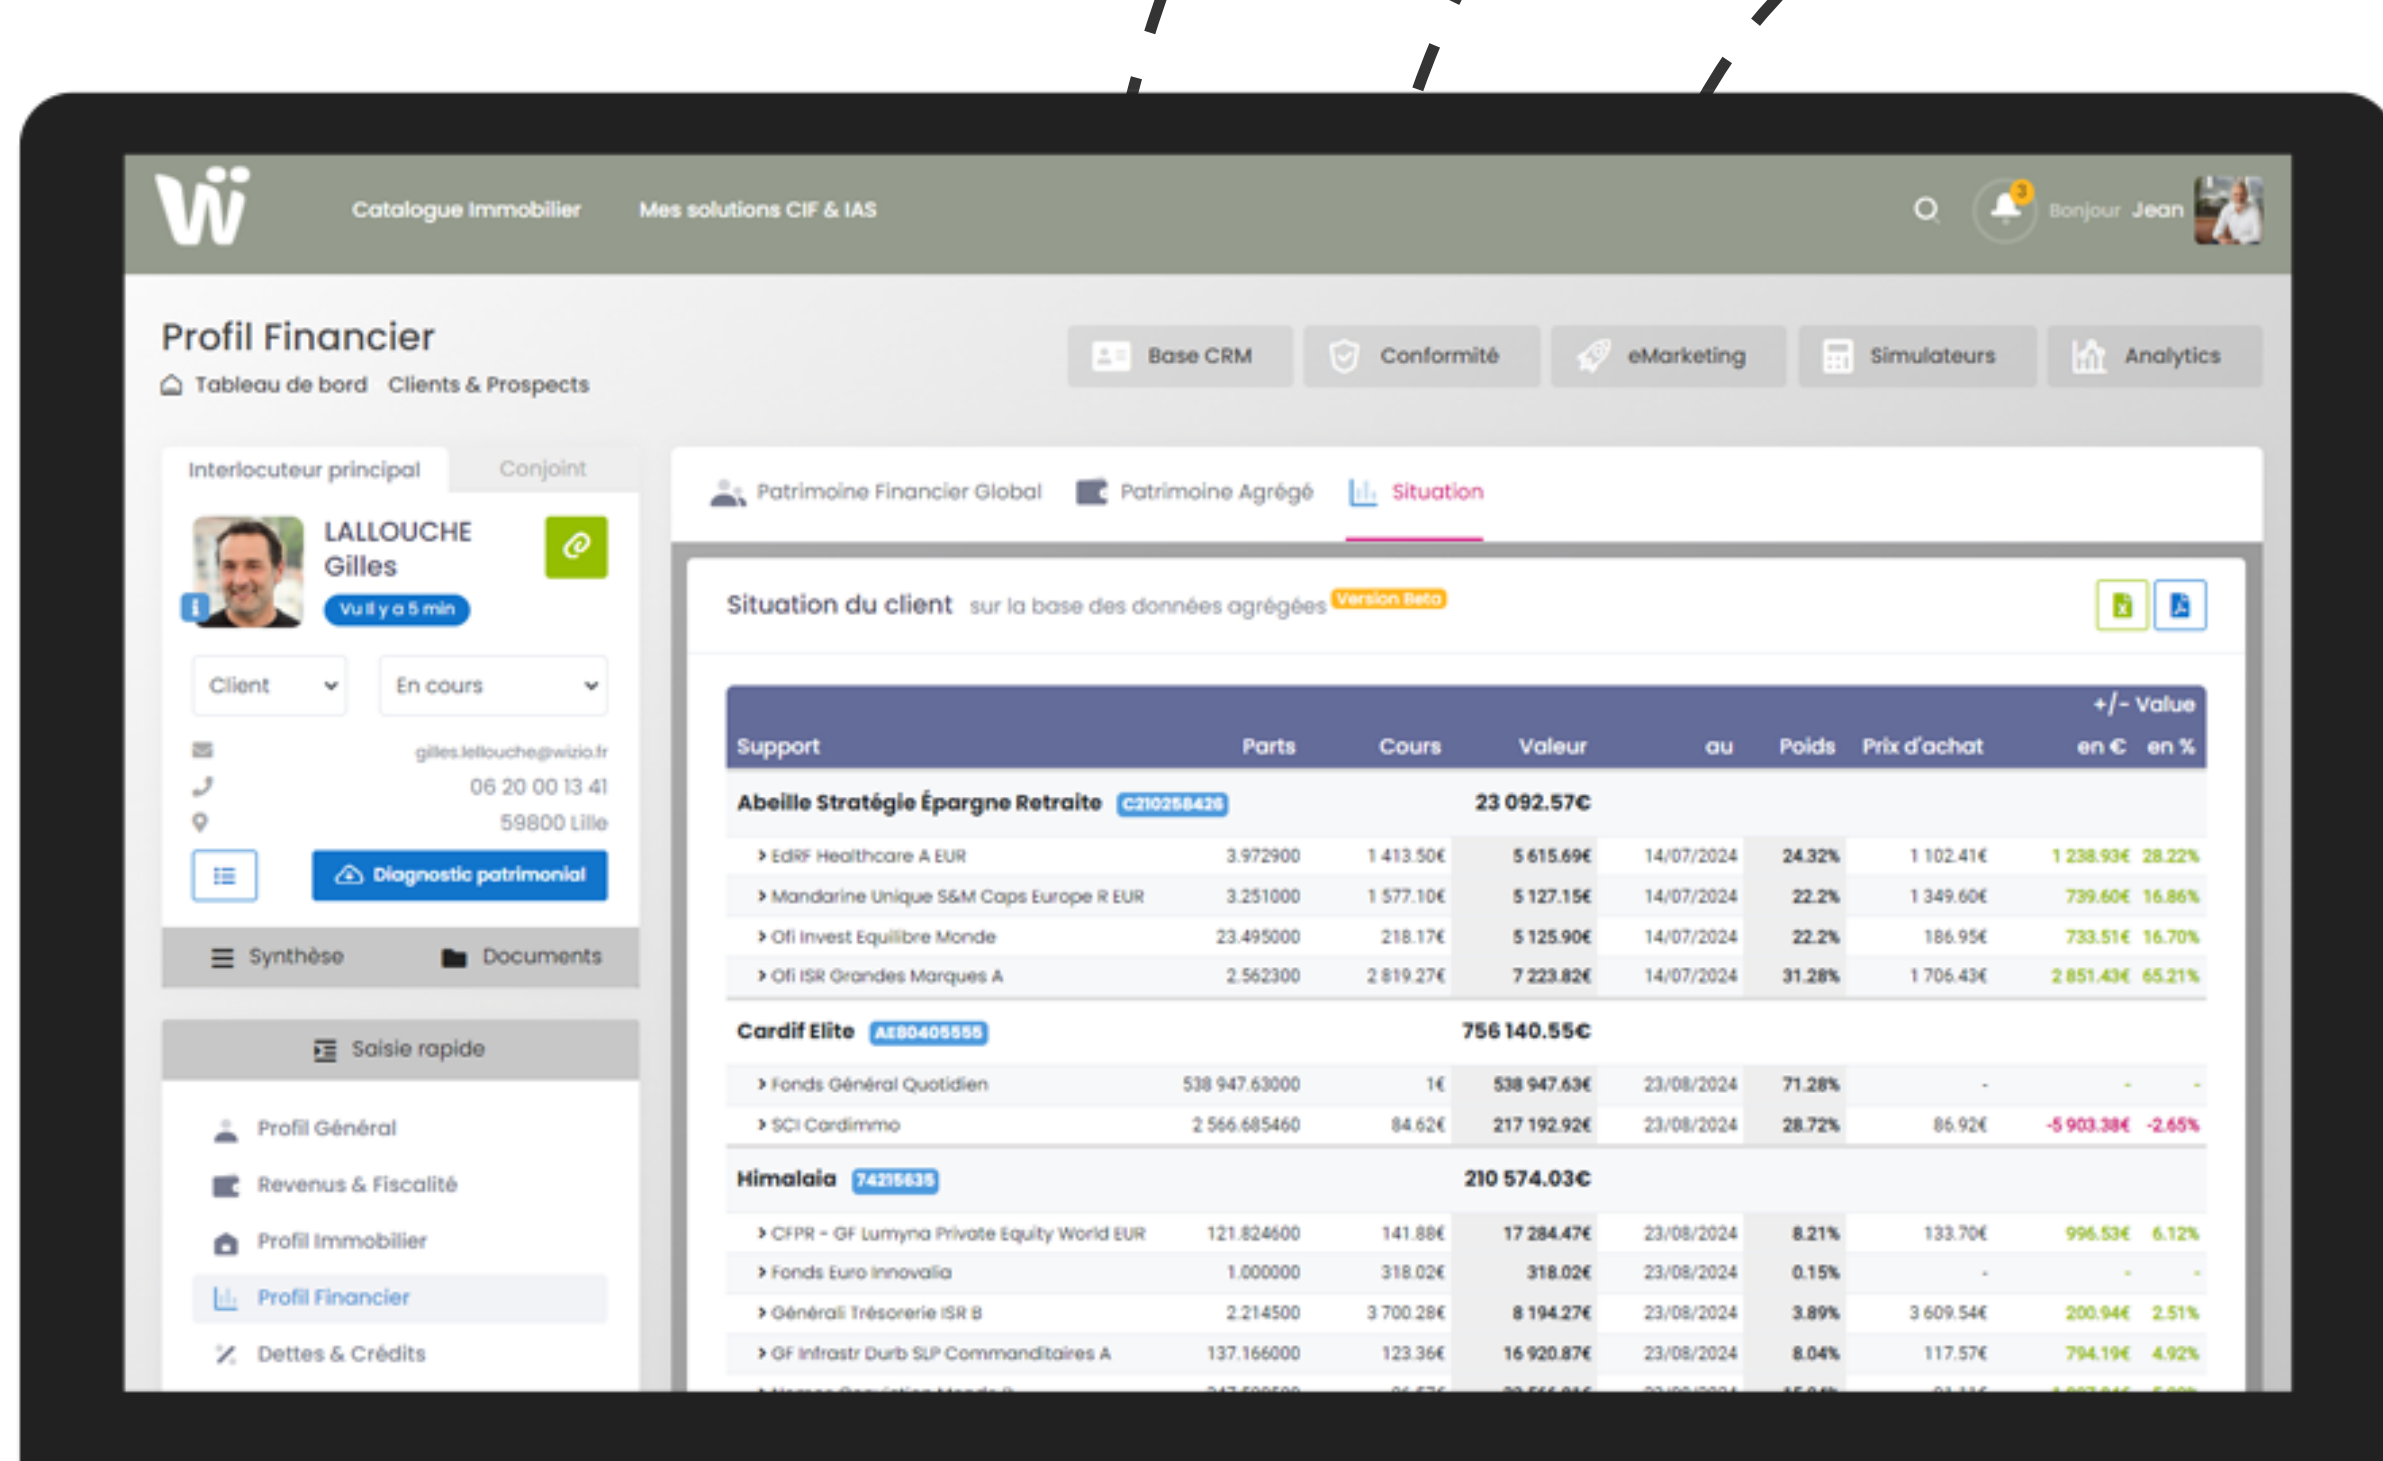 Wï
Catalogue Immobilier Mes solutions CIF & IAS 3 Bonjour Jean
Profil Financier
Tableau de bord Clients & Prospects
Base CRM Conformité eMarketing Simulateurs Analytics
Interlocuteur principal Conjoint
LALLOUCHE
Gilles
Vu Il y a 5 min
Client En cours
gilles.lellouche@wizio.fr
06 20 00 13 41
59800 Lille
Diagnostic patrimonial
Synthèse Documents
Saisie rapide
Profil Général
Revenus & Fiscalité
Profil Immobilier
Profil Financier
Dettes & Crédits
Patrimoine Financier Global Patrimoine Agrégé Situation
Situation du client sur la base des données agrégées Version Beta
+/- Value
Support Parts Cours Valeur au Poids Prix d'achat en € en %
Abeille Stratégie Épargne Retraite C210258426 23 092.57€
EdRF Healthcare A EUR 3.972900 1 413.50€ 5 615.69€ 14/07/2024 24.32% 1 102.41€ 1 238.93€ 28.22%
Mandarine Unique S&M Caps Europe R EUR 3.251000 1 577.10€ 5 127.15€ 14/07/2024 22.2% 1 349.60€ 739.60€ 16.86%
Ofi Invest Equilibre Monde 23.495000 218.17€ 5 125.90€ 14/07/2024 22.2% 186.95€ 733.51€ 16.70%
Ofi ISR Grandes Marques A 2.562300 2 819.27€ 7 223.82€ 14/07/2024 31.28% 1 706.43€ 2 851.43€ 65.21%
Cardif Elite AE80405555 756 140.55€
Fonds Général Quotidien 538 947.63000 1€ 538 947.63€ 23/08/2024 71.28% - - -
SCI Cardimmo 2 566.685460 84.62€ 217 192.92€ 23/08/2024 28.72% 86.92€ -5 903.38€ -2.65%
Himalaia 74215635 210 574.03€
CFPR - GF Lumyna Private Equity World EUR 121.824600 141.88€ 17 284.47€ 23/08/2024 8.21% 133.70€ 996.53€ 6.12%
Fonds Euro Innovalia 1.000000 318.02€ 318.02€ 23/08/2024 0.15% - - -
Générali Trésorerie ISR B 2.214500 3 700.28€ 8 194.27€ 23/08/2024 3.89% 3 609.54€ 200.94€ 2.51%
GF Infrastr Durb SLP Commanditaires A 137.166000 123.36€ 16 920.87€ 23/08/2024 8.04% 117.57€ 794.19€ 4.92%